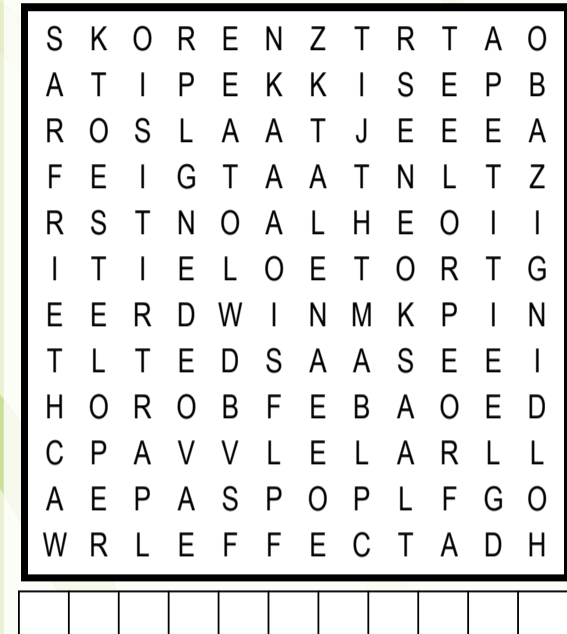 S K O R E N Z T R T A O
A T I P E K K I S E P B
R O S L A A T J E E E A
F E I G T A A T N L T Z
R S T N O A L H E O I I
I T I E L O E T O R T G
E E R D W I N M K P I N
T L T E D S A A S E E I
H O R O B F E B A O E D
C P A V V L E L A R L L
A E P A S P O P L F G O
W R L E F F E C T A D H